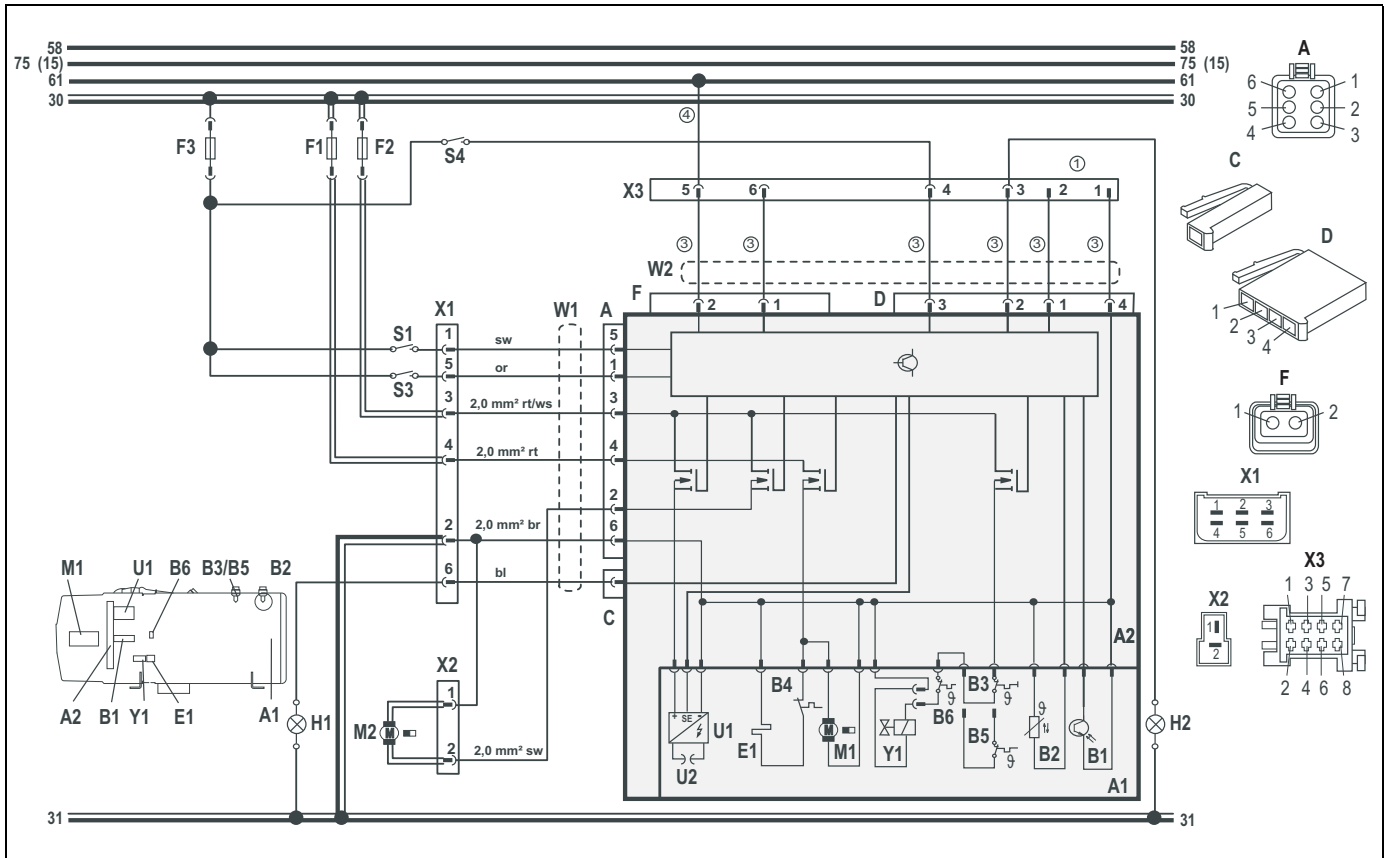 58 58
75 (15) 75 (15)
61 61
30 30
F3 F1 F2
④
S4
①
X3 5 6 4 3 2 1
③ ③ ③ ③ ③ ③
W2
F 2 1 D 3 2 1 4
X1 W1 A
S1 1 sw 5
S3 5 or 1
3 2,0 mm² rt/ws 3
4 2,0 mm² rt 4
2
2 2,0 mm² br 6
6 bl
C
A2
X2
1
M2 M
2 2,0 mm² sw
+ SE -
U1
U2
E1
B4
M
M1
Y1
B6
ϑ
B3
ϑ
B5
ϑ
ϑ
B2
B1
A1
H1 H2
31 31
M1 U1 B6 B3/B5 B2
A2 B1 Y1 E1 A1
A
6 1
5 2
4 3
C
D
1
2
3
4
F
1 2
X1
1 2 3
4 5 6
X2
1
2
X3
1 3 5 7
2 4 6 8